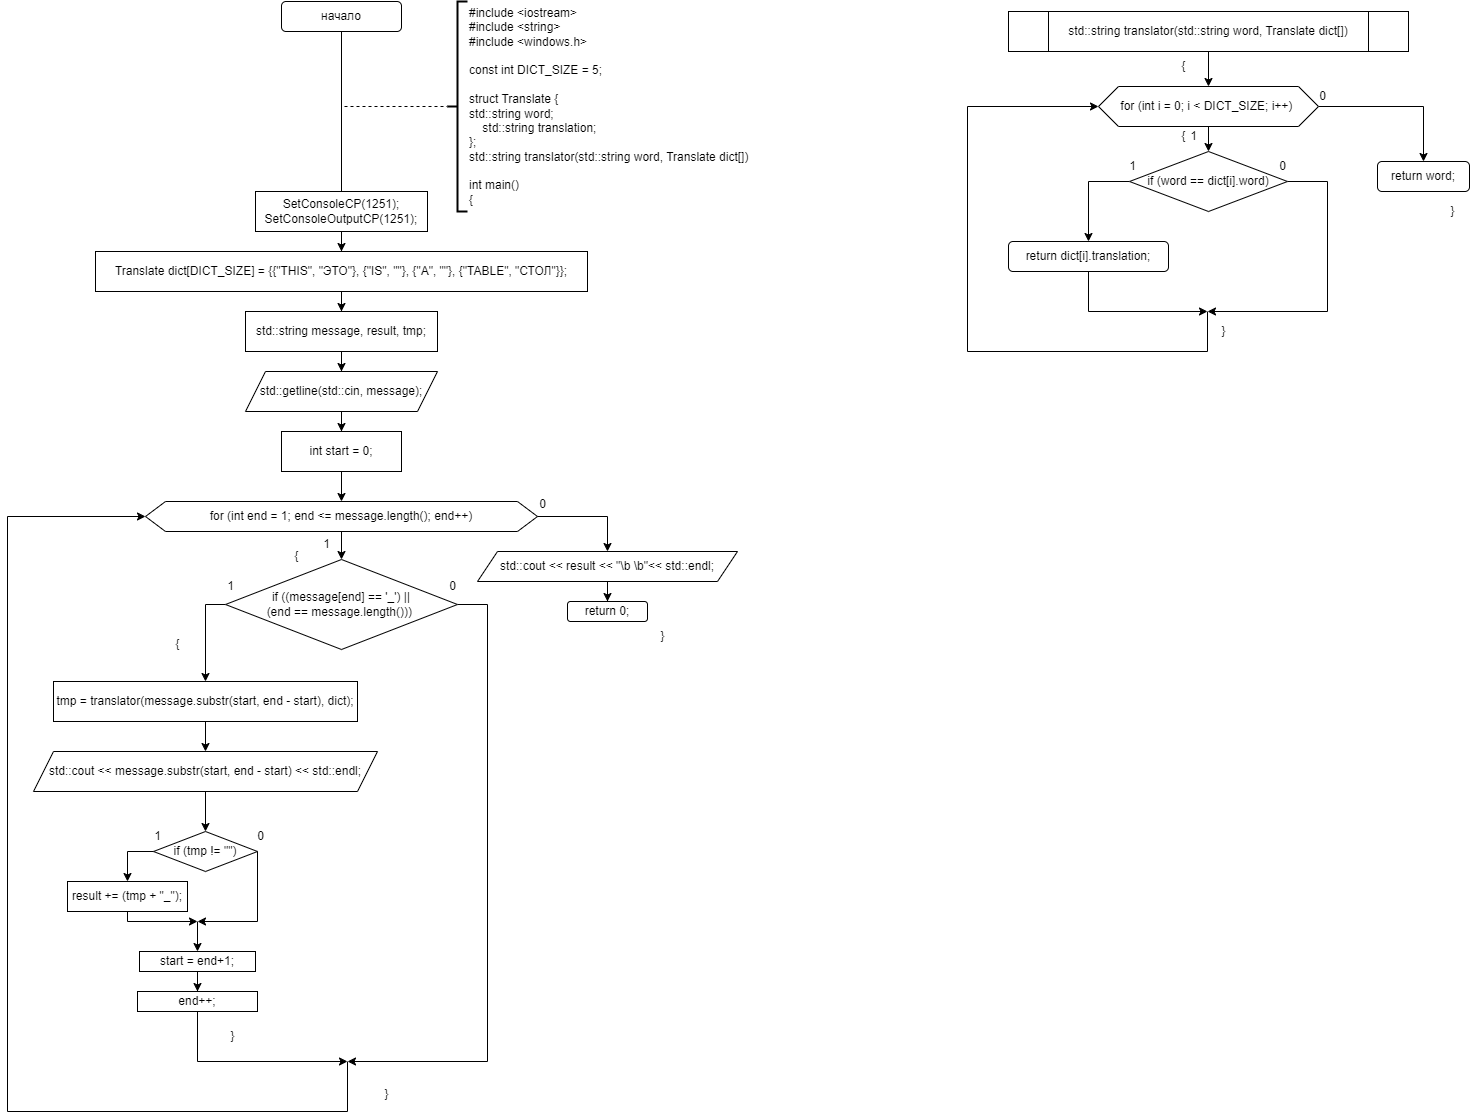 начало
#include <iostream>
#include <string>
#include <windows.h>
const int DICT_SIZE = 5;
struct Translate {
std::string word;
std::string translation;
};
std::string translator(std::string word, Translate dict[])
int main()
{
SetConsoleCP(1251);
SetConsoleOutputCP(1251);
Translate dict[DICT_SIZE] = {{"THIS", "ЭТО"}, {"IS", ""}, {"A", ""}, {"TABLE", "СТОЛ"}};
std::string message, result, tmp;
std::getline(std::cin, message);
int start = 0;
for (int end = 1; end <= message.length(); end++)
0
1
{
std::cout << result << "\b \b"<< std::endl;
return 0;
}
1
if ((message[end] == '_') ||
(end == message.length()))
0
{
tmp = translator(message.substr(start, end - start), dict);
std::cout << message.substr(start, end - start) << std::endl;
1
0
if (tmp != "")
result += (tmp + "_");
start = end+1;
end++;
}
}
std::string translator(std::string word, Translate dict[])
{
for (int i = 0; i < DICT_SIZE; i++)
0
{ 1
return word;
}
1
0
if (word == dict[i].word)
return dict[i].translation;
}